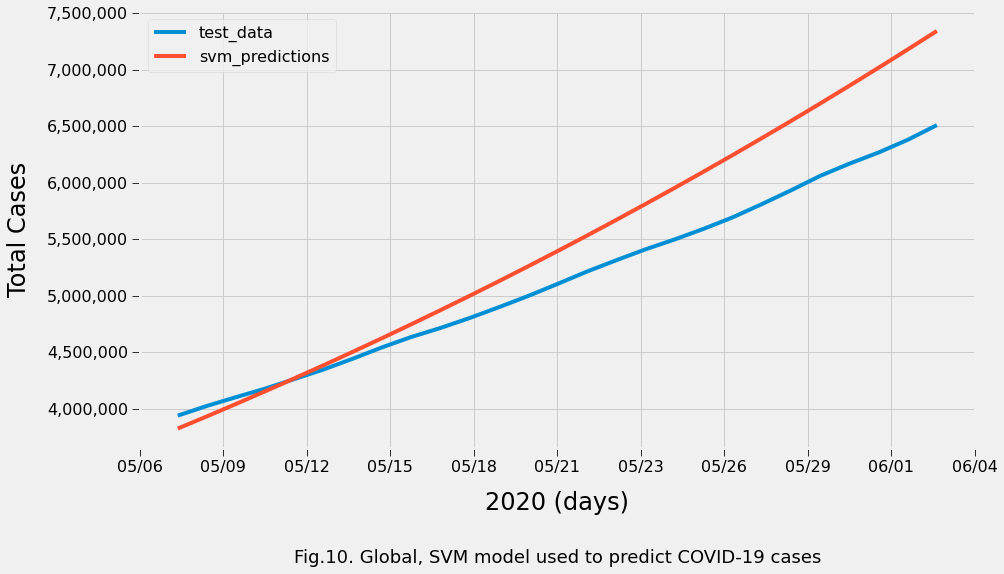 7,500,000
test_data
svm_predictions
7,000,000
6,500,000
6,000,000
5,500,000
5,000,000
4,500,000
4,000,000
Total Cases
05/06 05/09 05/12 05/15 05/18 05/21 05/23 05/26 05/29 06/01 06/04
2020 (days)
Fig.10. Global, SVM model used to predict COVID-19 cases